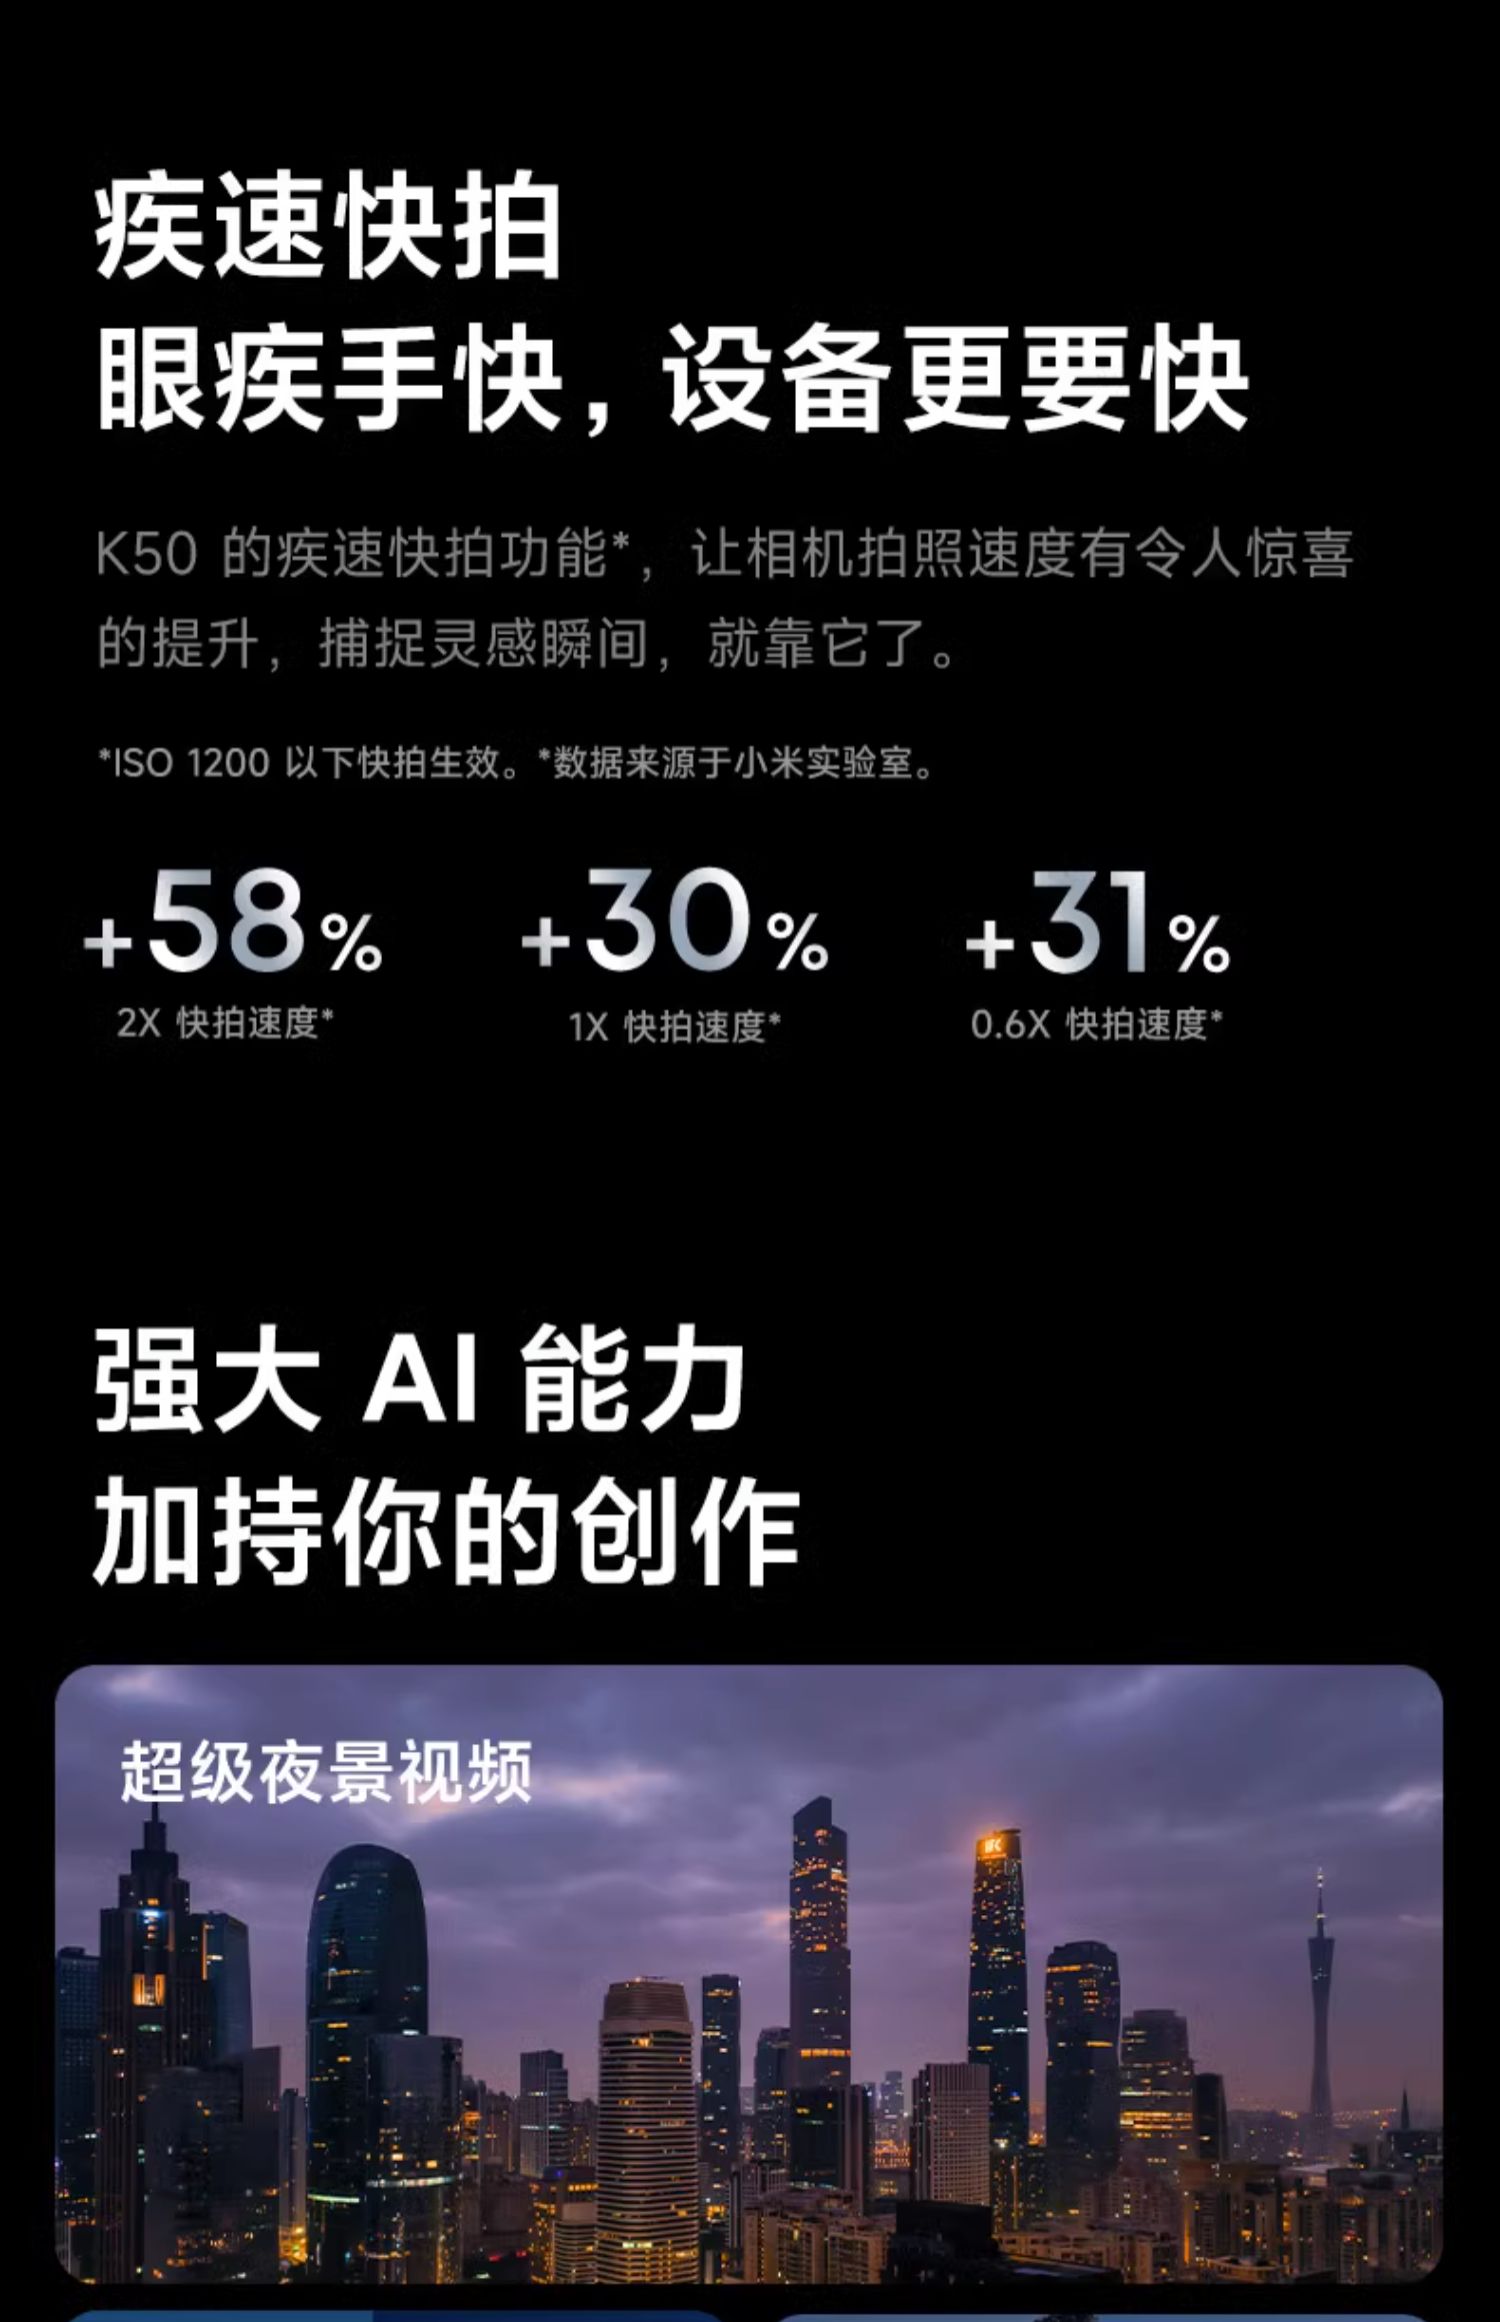 疾速快拍
眼疾手快，设备更要快
K50 的疾速快拍功能*，让相机拍照速度有令人惊喜
的提升，捕捉灵感瞬间，就靠它了。
*ISO 1200 以下快拍生效。*数据来源于小米实验室。
+58% +30% +31%
2X 快拍速度* 1X 快拍速度* 0.6X 快拍速度*
强大 AI 能力
加持你的创作
超级夜景视频